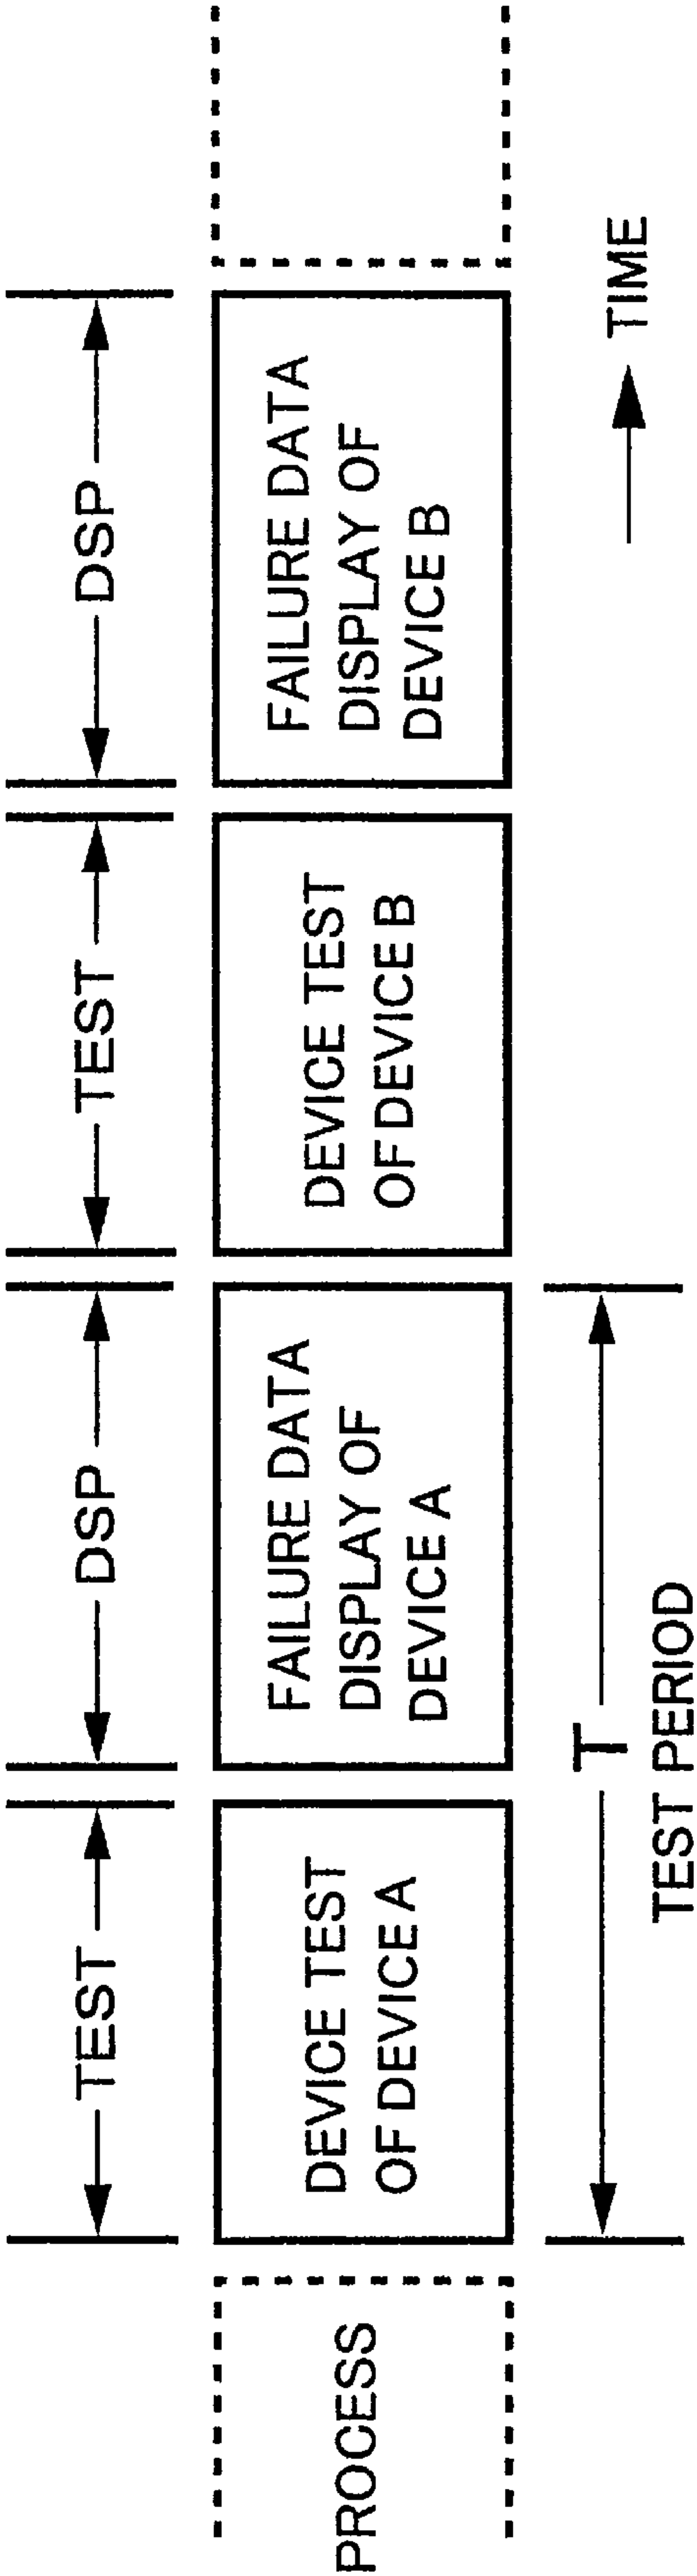 TEST
DSP
TEST
DSP
PROCESS
DEVICE TEST
OF DEVICE A
FAILURE DATA
DISPLAY OF
DEVICE A
DEVICE TEST
OF DEVICE B
FAILURE DATA
DISPLAY OF
DEVICE B
T
TEST PERIOD
TIME